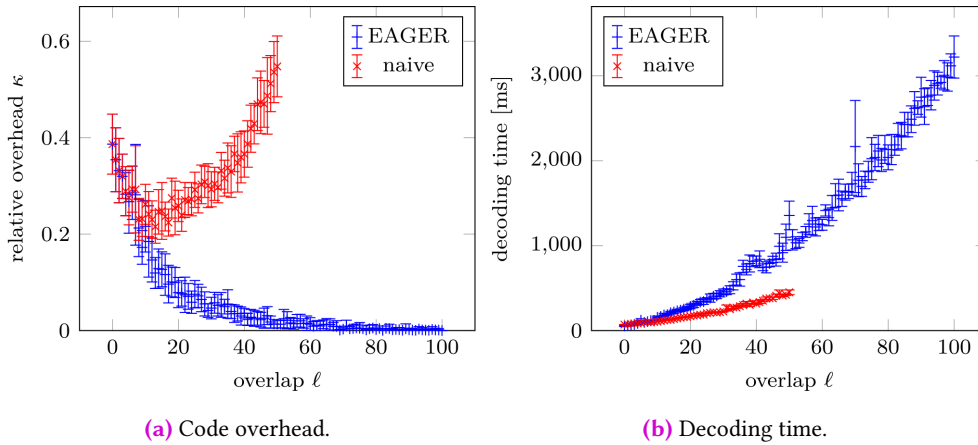 EAGER
naive
0.6
0.4
0.2
0
0 20 40 60 80 100
relative overhead κ
overlap ℓ
(a) Code overhead.
EAGER
naive
3,000
2,000
1,000
0
0 20 40 60 80 100
decoding time [ms]
overlap ℓ
(b) Decoding time.